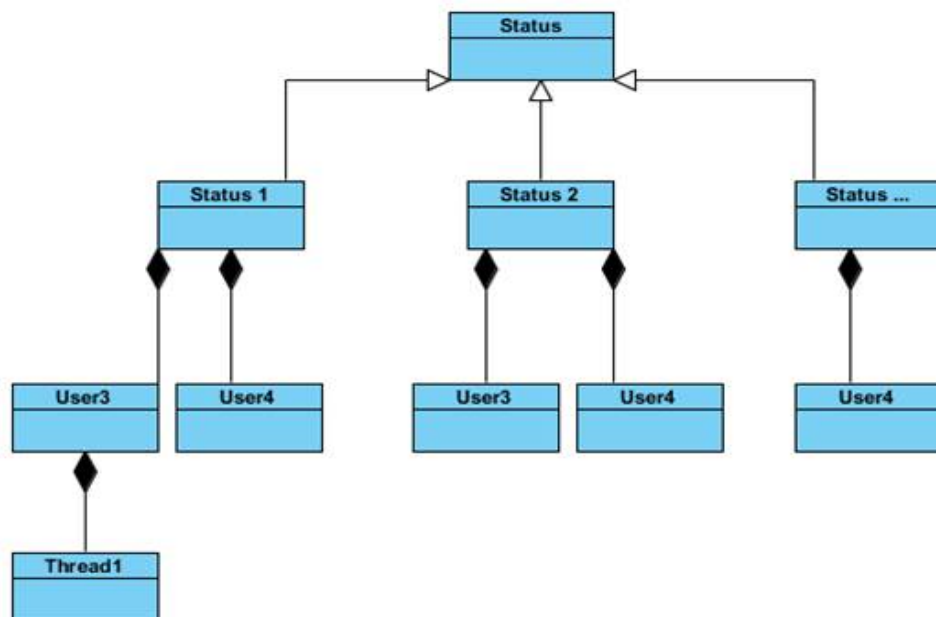 Status
Status 1
Status 2
Status ...
User3
User4
User3
User4
User4
Thread1